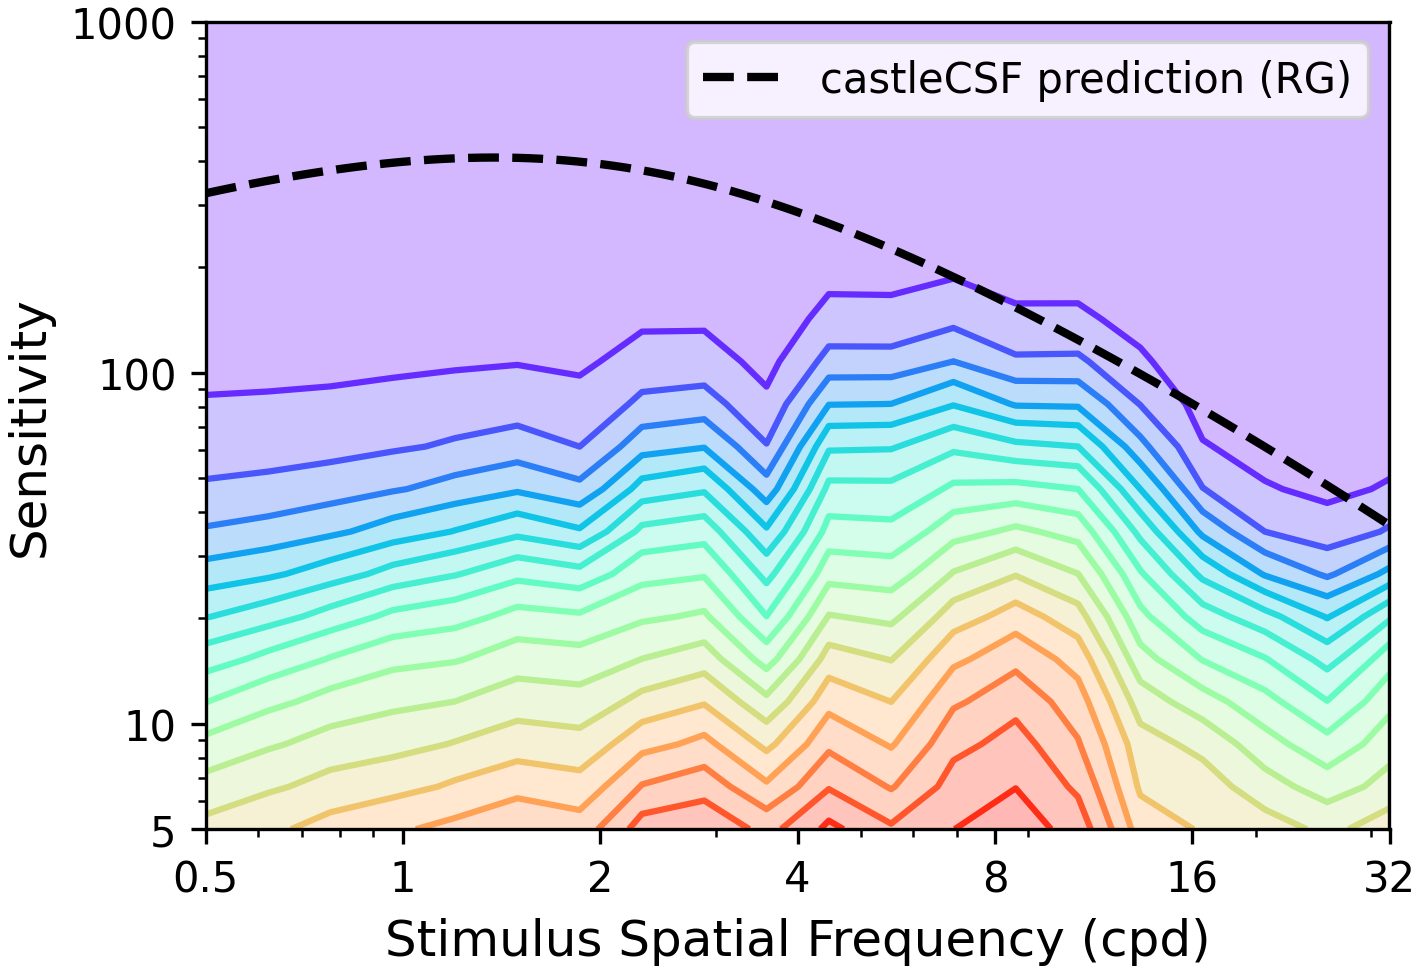 1000
castleCSF prediction (RG)
100
Sensitivity
10
5
0.5 1 2 4 8 16 32
Stimulus Spatial Frequency (cpd)